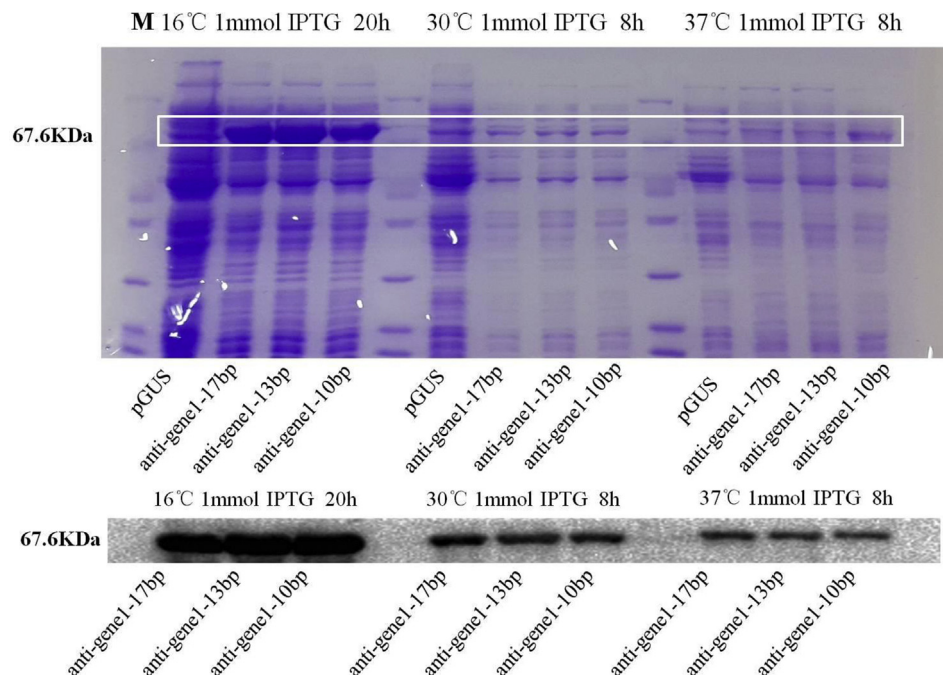 M 16℃ 1mmol IPTG 20h 30℃ 1mmol IPTG 8h 37℃ 1mmol IPTG 8h
67.6KDa
pGUS anti-gene1-17bp anti-gene1-13bp anti-gene1-10bp pGUS anti-gene1-17bp anti-gene1-13bp anti-gene1-10bp pGUS anti-gene1-17bp anti-gene1-13bp anti-gene1-10bp
16℃ 1mmol IPTG 20h 30℃ 1mmol IPTG 8h 37℃ 1mmol IPTG 8h
67.6KDa
anti-gene1-17bp anti-gene1-13bp anti-gene1-10bp anti-gene1-17bp anti-gene1-13bp anti-gene1-10bp anti-gene1-17bp anti-gene1-13bp anti-gene1-10bp